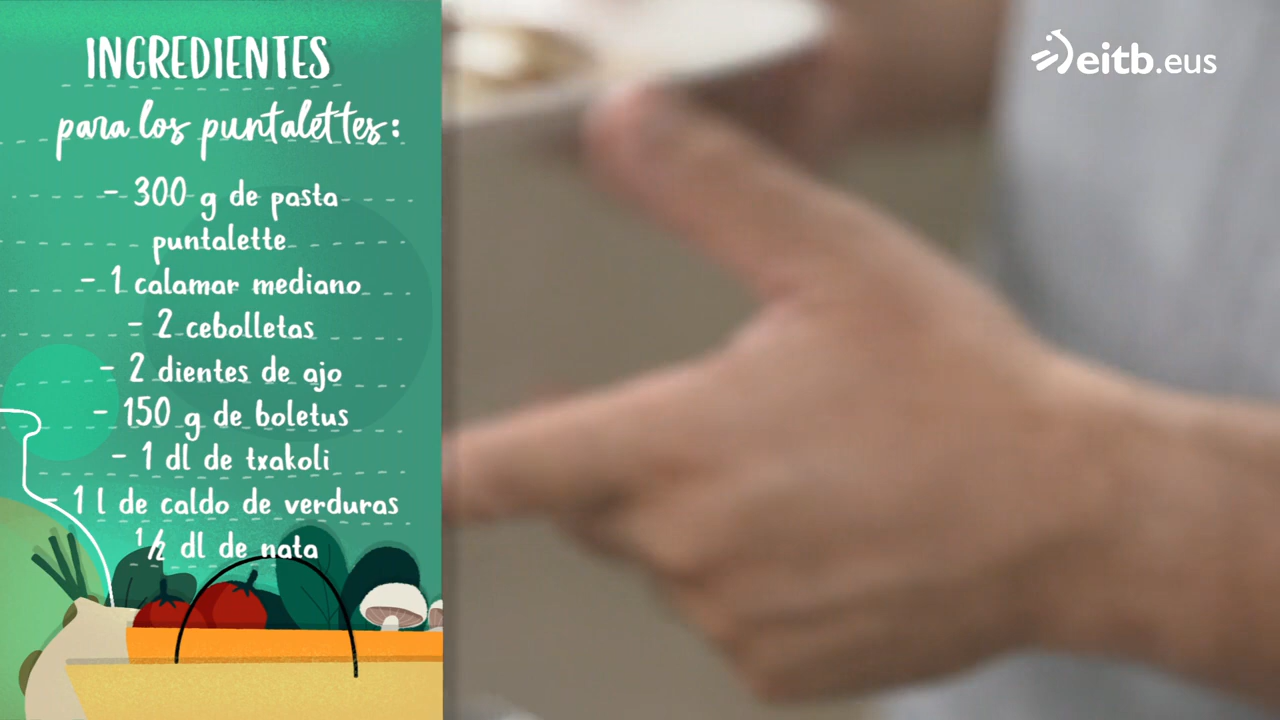 INGREDIENTES
para los puntalettes:
- 300 g de pasta
puntalette
- 1 calamar mediano
- 2 cebolletas
- 2 dientes de ajo
- 150 g de boletus
- 1 dl de txakoli
- 1 l de caldo de verduras
½ dl de nata
eitb.eus